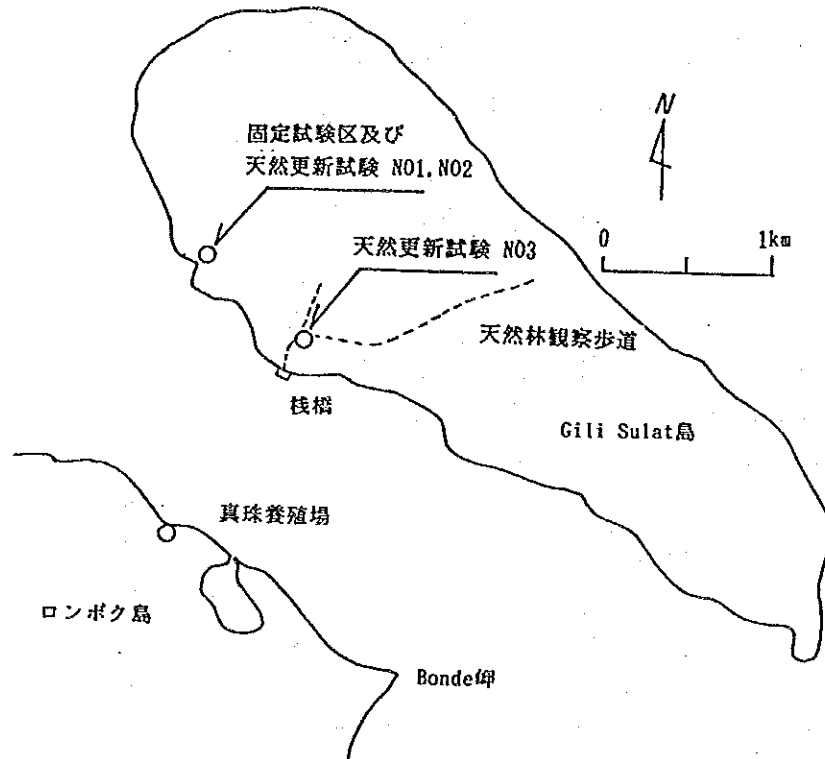 固定試験区及び
天然更新試験 NO1,NO2
N
天然更新試験 NO3
0 1km
天然林観察歩道
桟橋
Gili Sulat島
真珠養殖場
ロンボク島
Bonde岬